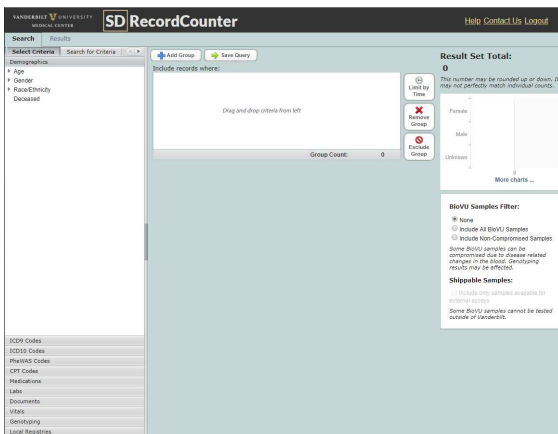 VANDERBILT UNIVERSITY
MEDICAL CENTER
SD RecordCounter
Help Contact Us Logout
Search Results
Select Criteria Search for Criteria
Demographics
Age
Gender
Race/Ethnicity
Deceased
ICD9 Codes
ICD10 Codes
PheWAS Codes
CPT Codes
Medications
Labs
Documents
Vitals
Genotyping
Local Registries
Add Group Save Query
Include records where:
Drag and drop criteria from left
Group Count: 0
Limit by
Time
Remove
Group
Exclude
Group
Result Set Total:
0
This number may be rounded up or down. It
may not perfectly match individual counts.
Female
Male
Unknown
0
More charts ...
BioVU Samples Filter:
None
Include All BioVU Samples
Include Non-Compromised Samples
Some BioVU samples can be
compromised due to disease related
changes in the blood. Genotyping
results may be affected.
Shippable Samples:
Include only samples available for
external assays
Some BioVU samples cannot be tested
outside of Vanderbilt.